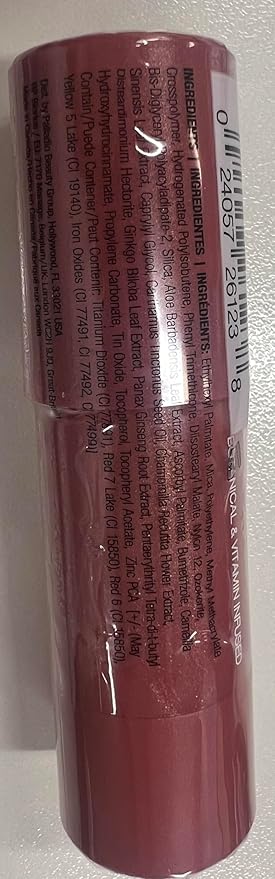 0 24057 26123 8
BOTANICAL & VITAMIN INFUSED
INGREDIENTS | INGREDIENTES | INGRÉDIENTS: Palmitate, Mica, Polyethylene, Methyl Methacrylate
Crosspolymer, Hydrogenated Polyisobutene, Phenyl Trimethicone, Diisostearyl Malate, Nylon-12, Ozokerite,
Bis-Diglyceryl Polyacyladipate-2, Silica, Aloe Barbadensis Leaf Extract, Ascorbyl Palmitate, Bumetrizole, Camellia
Sinensis Leaf Extract, Caprylyl Glycol, Carthamus Tinctorius Seed Oil, Chamomilla Recutita Flower Extract,
Disteardimonium Hectorite, Ginkgo Biloba Leaf Extract, Panax Ginseng Root Extract, Pentaerythrityl Tetra-di-t-butyl
Hydroxyhydrocinnamate, Propylene Carbonate, Tin Oxide, Tocopherol, Tocopheryl Acetate, Zinc PCA [+/- (May
Contain/Puede Contener/Peut Contenir: Titanium Dioxide (CI 77891), Red 7 Lake (CI 15850), Red 6 (CI 15850),
Yellow 5 Lake (CI 19140), Iron Oxides (CI 77491, CI 77492, CI 77499)]
Dist. by Palladio Beauty Group, Hollywood, FL 33021 USA